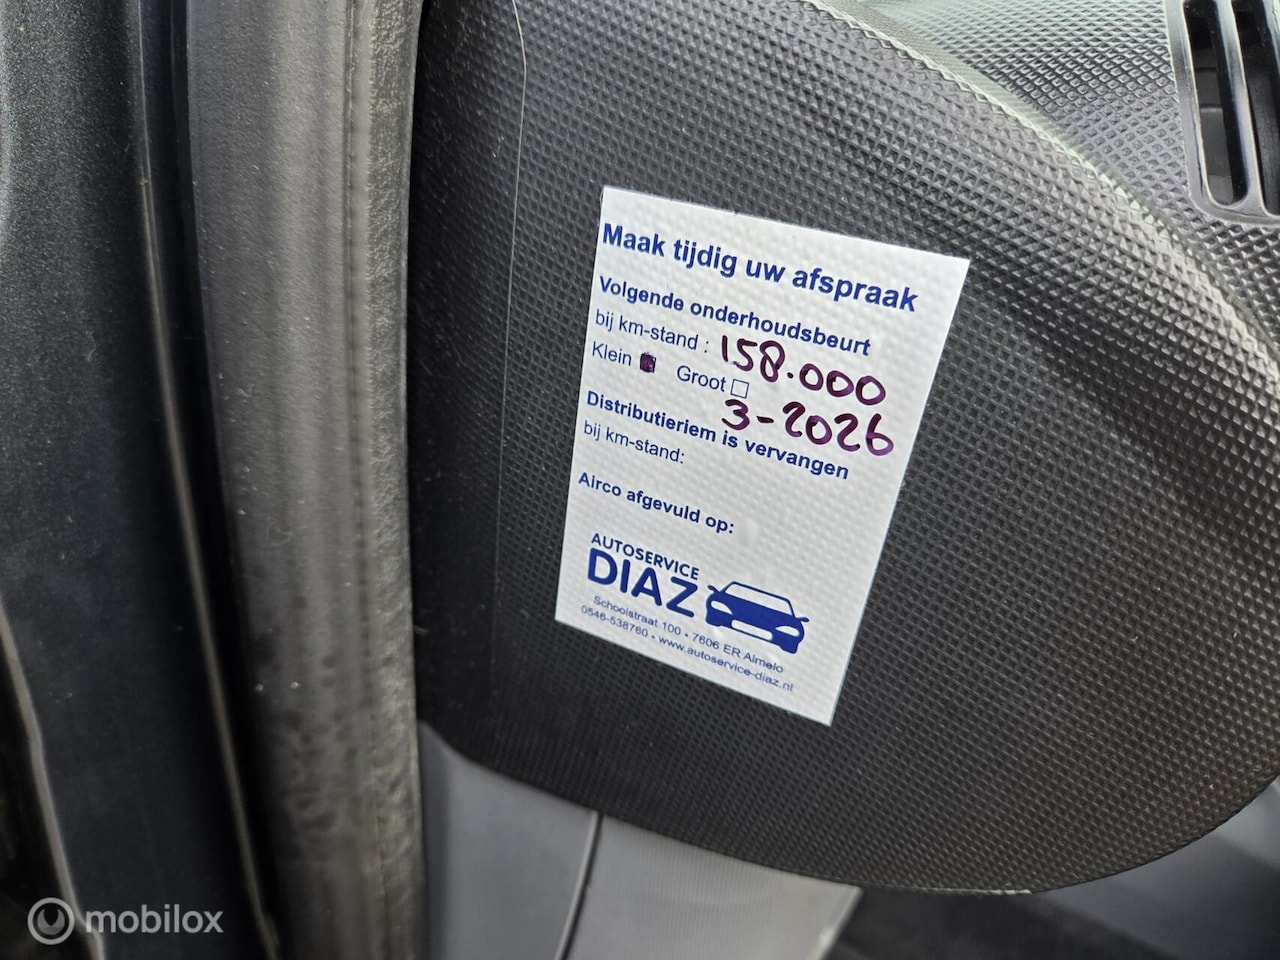 Maak tijdig uw afspraak
Volgende onderhoudsbeurt
bij km-stand : 158.000
Klein Groot
3-2026
Distributieriem is vervangen
bij km-stand:
Airco afgevuld op:
AUTOSERVICE
DIAZ
Schoolstraat 100 • 7606 ER Almelo
0546-538760 • www.autoservice-diaz.nl
mobilox